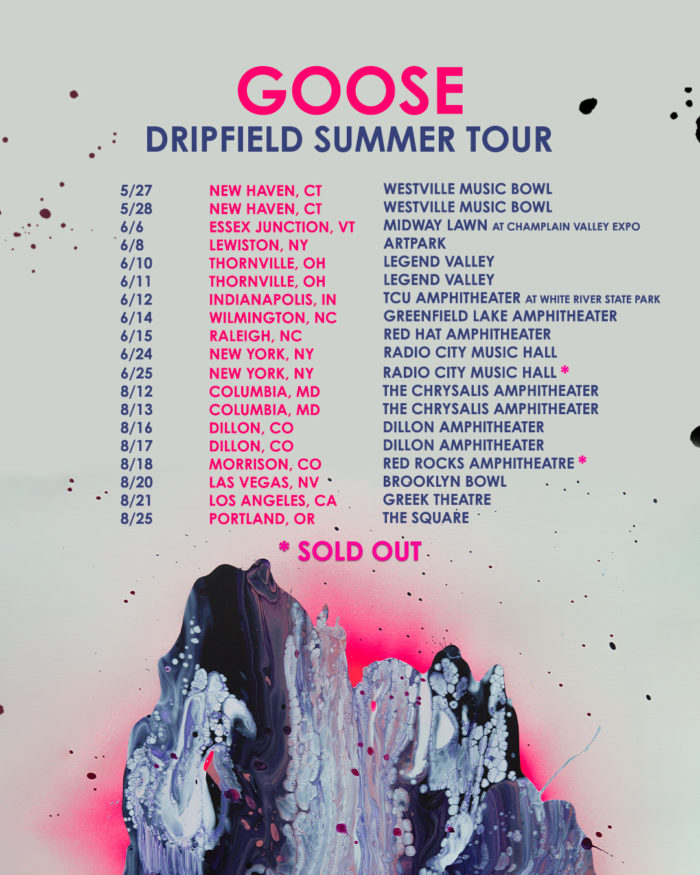 GOOSE
DRIPFIELD SUMMER TOUR
5/27 NEW HAVEN, CT WESTVILLE MUSIC BOWL
5/28 NEW HAVEN, CT WESTVILLE MUSIC BOWL
6/6 ESSEX JUNCTION, VT MIDWAY LAWN AT CHAMPLAIN VALLEY EXPO
6/8 LEWISTON, NY ARTPARK
6/10 THORNVILLE, OH LEGEND VALLEY
6/11 THORNVILLE, OH LEGEND VALLEY
6/12 INDIANAPOLIS, IN TCU AMPHITHEATER AT WHITE RIVER STATE PARK
6/14 WILMINGTON, NC GREENFIELD LAKE AMPHITHEATER
6/15 RALEIGH, NC RED HAT AMPHITHEATER
6/24 NEW YORK, NY RADIO CITY MUSIC HALL
6/25 NEW YORK, NY RADIO CITY MUSIC HALL *
8/12 COLUMBIA, MD THE CHRYSALIS AMPHITHEATER
8/13 COLUMBIA, MD THE CHRYSALIS AMPHITHEATER
8/16 DILLON, CO DILLON AMPHITHEATER
8/17 DILLON, CO DILLON AMPHITHEATER
8/18 MORRISON, CO RED ROCKS AMPHITHEATRE *
8/20 LAS VEGAS, NV BROOKLYN BOWL
8/21 LOS ANGELES, CA GREEK THEATRE
8/25 PORTLAND, OR THE SQUARE
* SOLD OUT